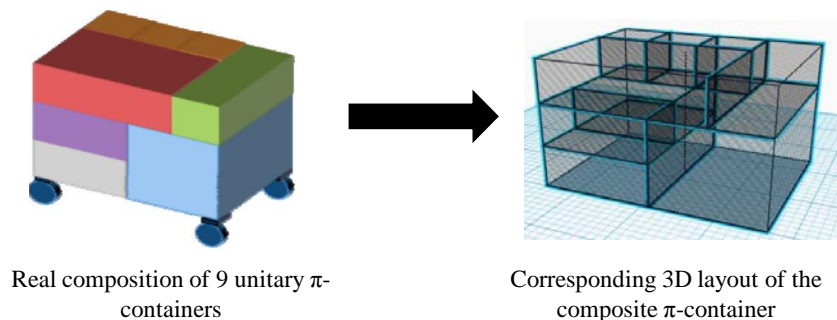 Real composition of 9 unitary π-
containers
Corresponding 3D layout of the
composite π-container